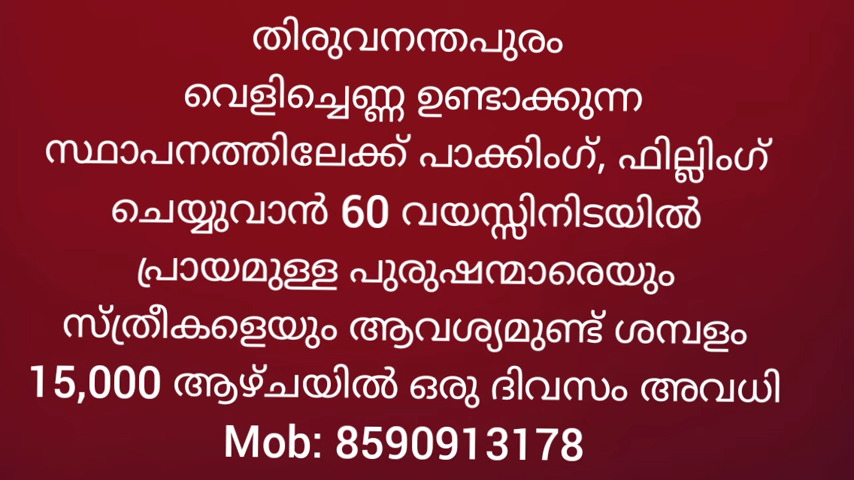 തിരുവനന്തപുരം
വെളിച്ചെണ്ണ ഉണ്ടാക്കുന്ന
സ്ഥാപനത്തിലേക്ക് പാക്കിംഗ്, ഫില്ലിംഗ്
ചെയ്യുവാൻ 60 വയസ്സിനിടയിൽ
പ്രായമുള്ള പുരുഷന്മാരെയും
സ്ത്രീകളെയും ആവശ്യമുണ്ട് ശമ്പളം
15,000 ആഴ്ചയിൽ ഒരു ദിവസം അവധി
Mob: 8590913178